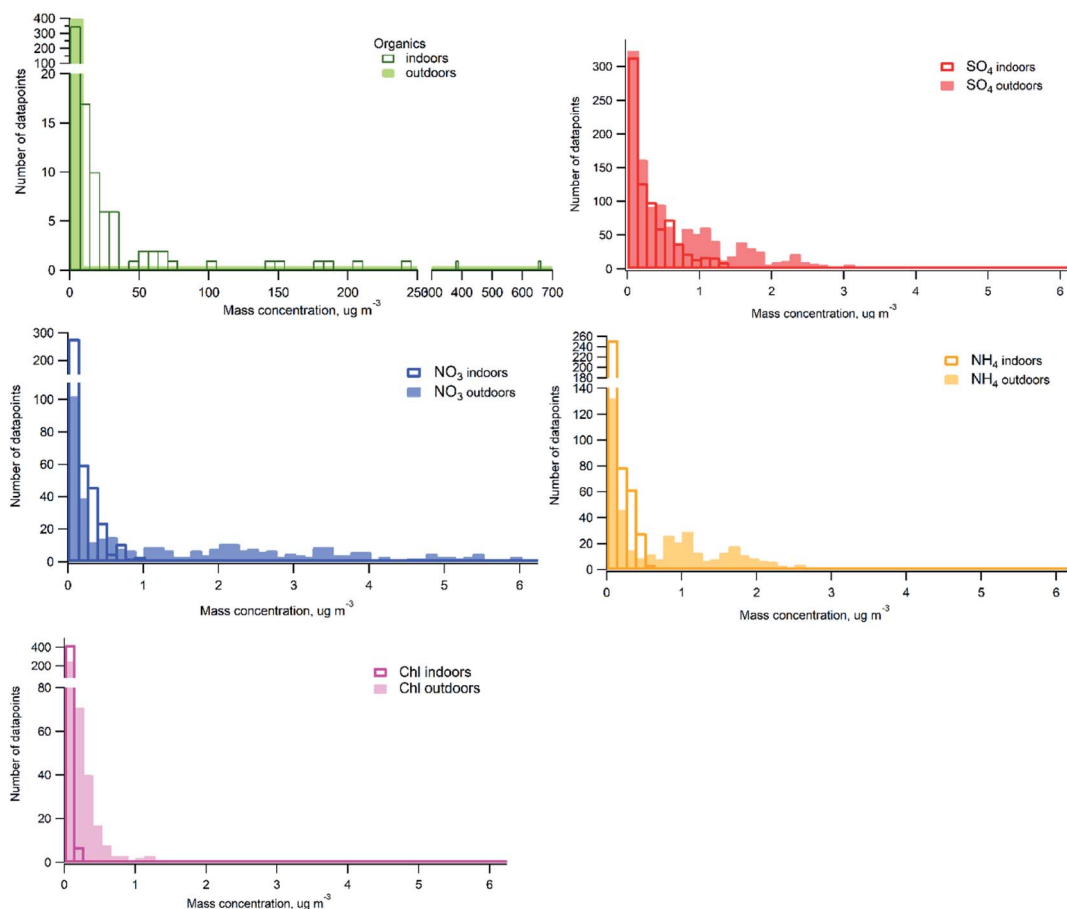 Organics
indoors
outdoors
Number of datapoints
400
300
200
100
20
15
10
5
0
0 50 100 150 200 250 300 400 500 600 700
Mass concentration, ug m⁻³
SO₄ indoors
SO₄ outdoors
Number of datapoints
300
250
200
150
100
50
0
0 1 2 3 4 5 6
Mass concentration, ug m⁻³
NO₃ indoors
NO₃ outdoors
Number of datapoints
300
200
100
80
60
40
20
0
0 1 2 3 4 5 6
Mass concentration, ug m⁻³
NH₄ indoors
NH₄ outdoors
Number of datapoints
260
240
220
200
180
140
120
100
80
60
40
20
0
0 1 2 3 4 5 6
Mass concentration, ug m⁻³
Chl indoors
Chl outdoors
Number of datapoints
400
200
80
60
40
20
0
0 1 2 3 4 5 6
Mass concentration, ug m⁻³